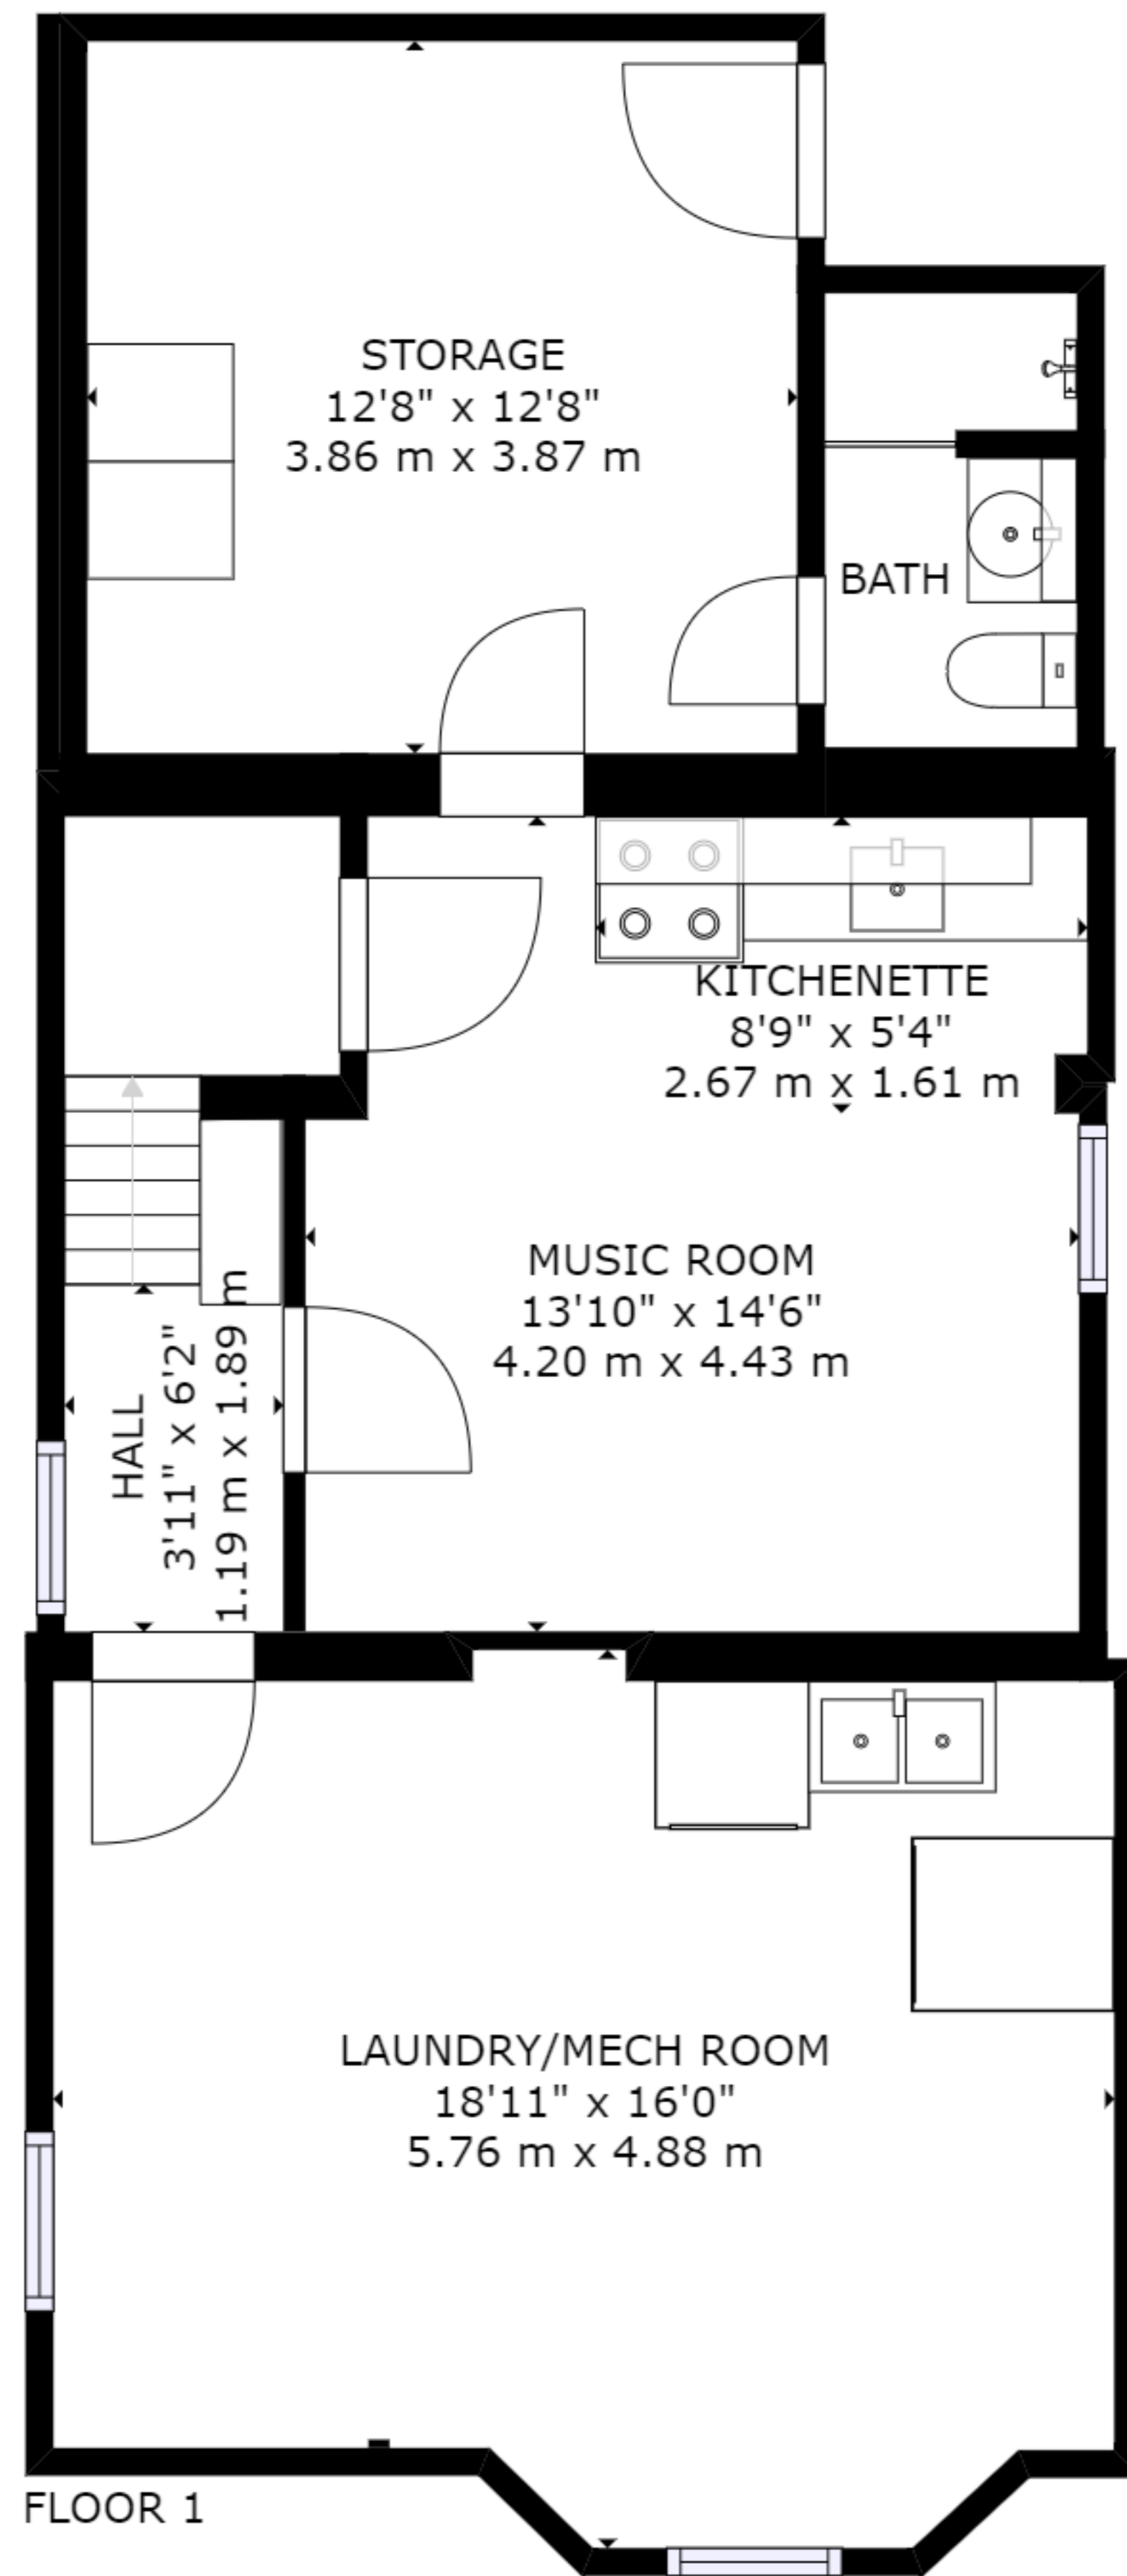 STORAGE
12'8" x 12'8"
3.86 m x 3.87 m
BATH
KITCHENETTE
8'9" x 5'4"
2.67 m x 1.61 m
MUSIC ROOM
13'10" x 14'6"
4.20 m x 4.43 m
HALL
3'11" x 6'2"
1.19 m x 1.89 m
LAUNDRY/MECH ROOM
18'11" x 16'0"
5.76 m x 4.88 m
FLOOR 1